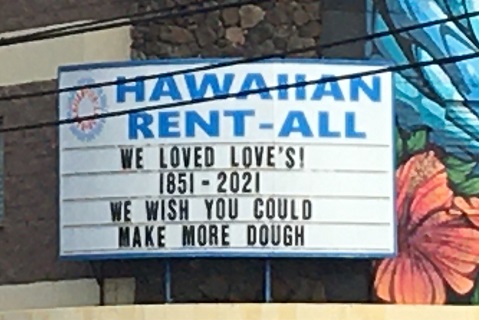 HAWAIIAN
RENT-ALL
WE LOVED LOVE'S!
1851-2021
WE WISH YOU COULD
MAKE MORE DOUGH